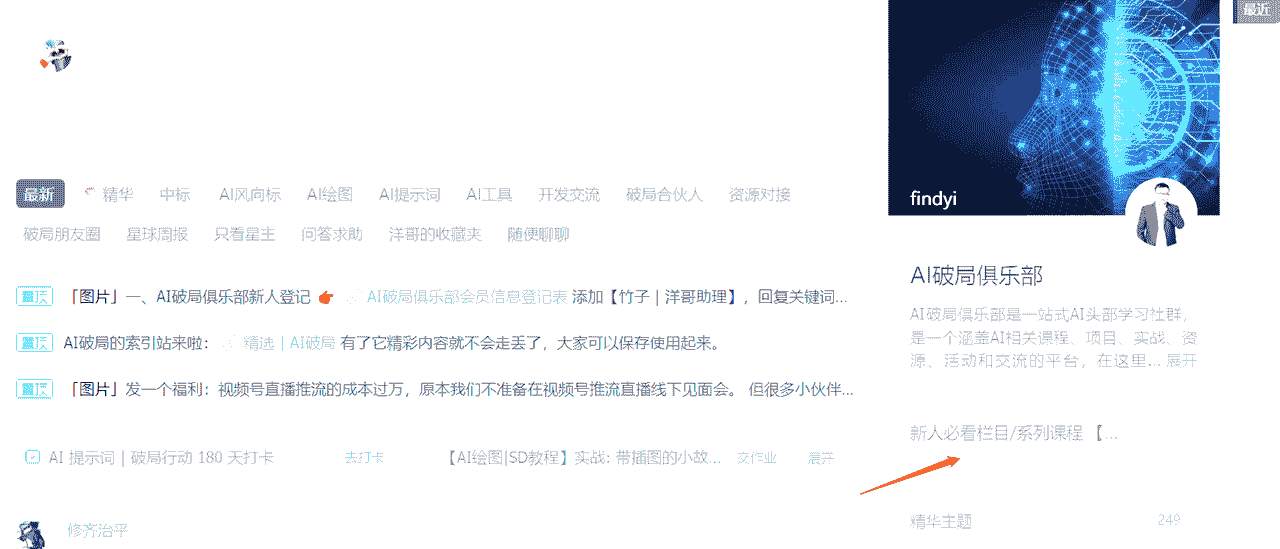 最新 精华 中标 AI风向标 AI绘图 AI提示词 AI工具 开发交流 破局合伙人 资源对接
破局朋友圈 星球周报 只看星主 问答求助 洋哥的收藏夹 随便聊聊
置顶 「图片」一、AI破局俱乐部新人登记 AI破局俱乐部会员信息登记表 添加【竹子 | 洋哥助理】，回复关键词...
置顶 AI破局的索引站来啦： 精选 | AI破局 有了它精彩内容就不会走丢了，大家可以保存使用起来。
置顶 「图片」发一个福利：视频号直播推流的成本过万，原本我们不准备在视频号推流直播线下见面会。 但很多小伙伴...
AI 提示词 | 破局行动 180 天打卡 去打卡 【AI绘图|SD教程】实战: 带插图的小故... 交作业 展开
修齐治平
findyi
AI破局俱乐部
AI破局俱乐部是一站式AI头部学习社群，
是一个涵盖AI相关课程、项目、实战、资
源、活动和交流的平台，在这里... 展开
新人必看栏目/系列课程 【...
精华主题 249
最近